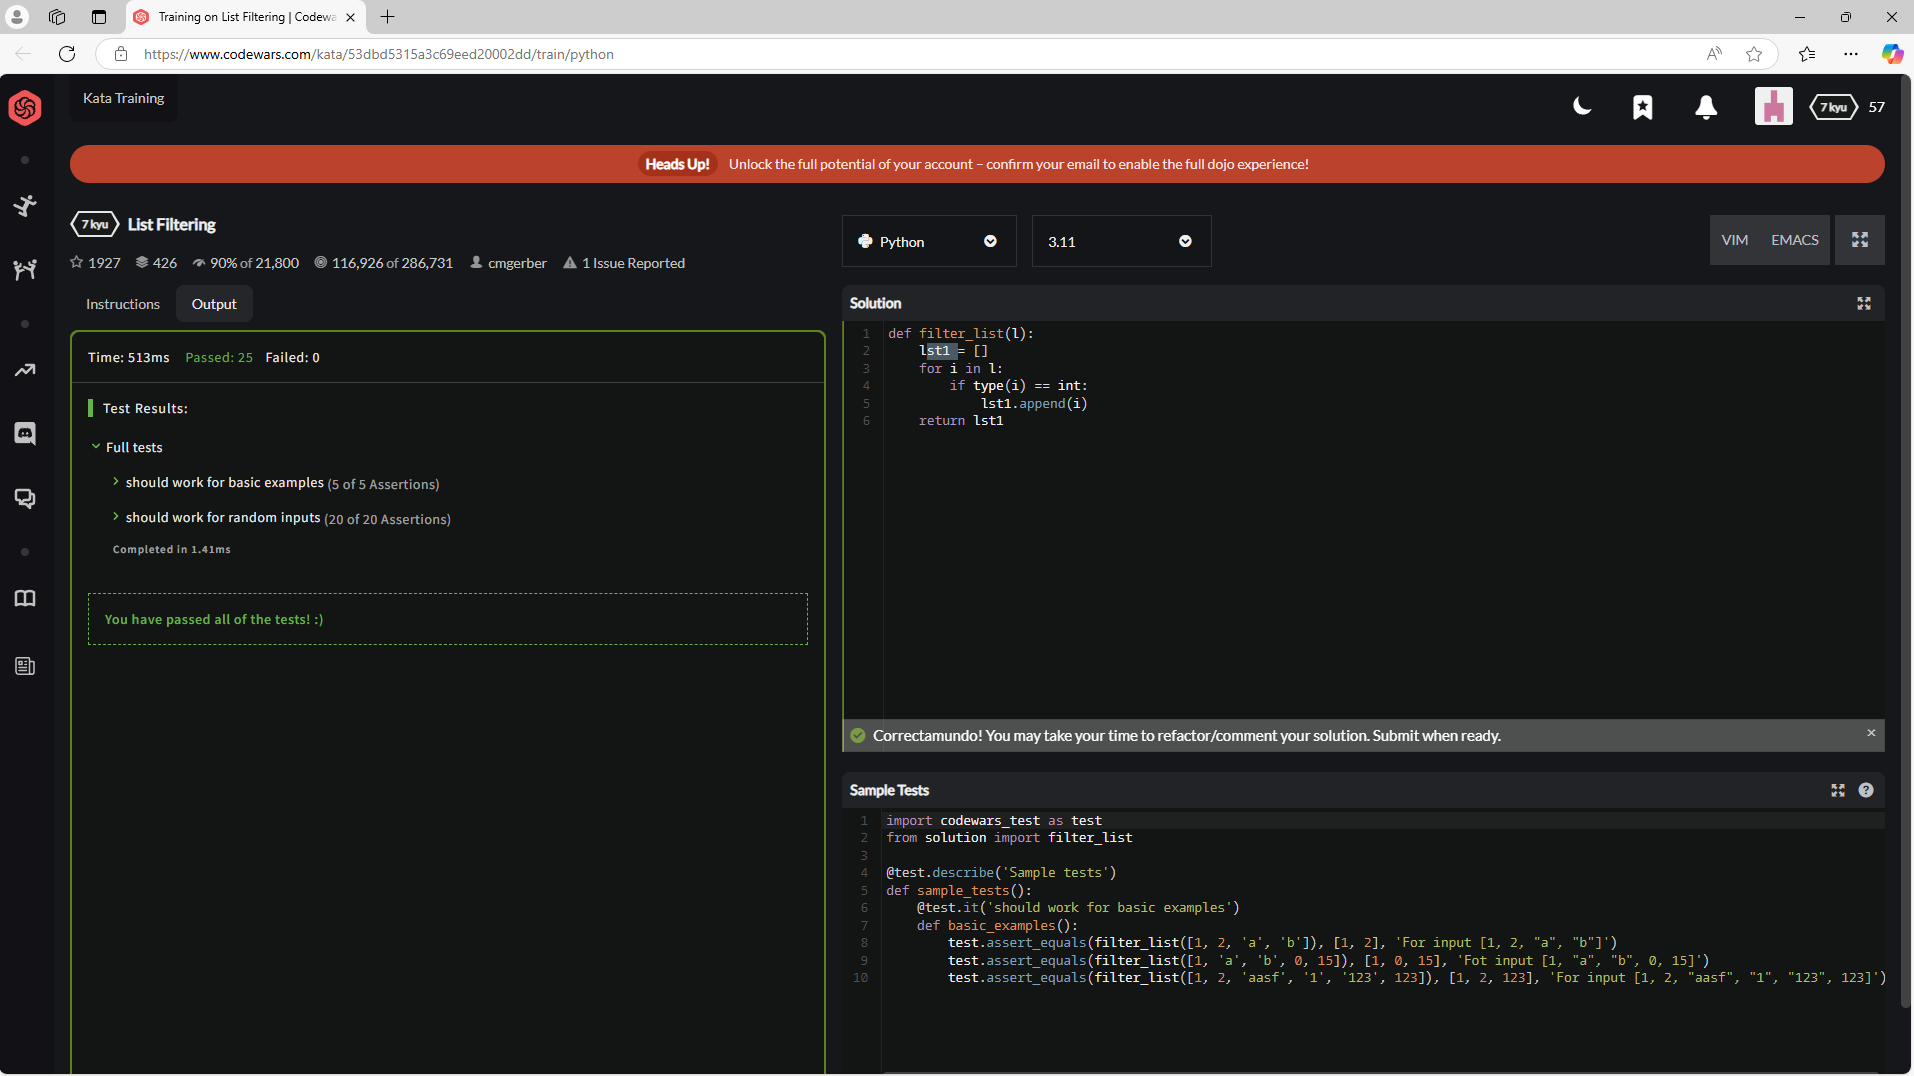 Training on List Filtering | Codewa
https://www.codewars.com/kata/53dbd5315a3c69eed20002dd/train/python
Kata Training
7 kyu 57
Heads Up! Unlock the full potential of your account – confirm your email to enable the full dojo experience!
7 kyu List Filtering
1927 426 90% of 21,800 116,926 of 286,731 cmgerber 1 Issue Reported
Instructions Output
Time: 513ms Passed: 25 Failed: 0
Test Results:
Full tests
should work for basic examples (5 of 5 Assertions)
should work for random inputs (20 of 20 Assertions)
Completed in 1.41ms
You have passed all of the tests! :)
Python 3.11 VIM EMACS
Solution
1 def filter_list(l):
2     lst1 = []
3     for i in l:
4         if type(i) == int:
5             lst1.append(i)
6     return lst1
Correctamundo! You may take your time to refactor/comment your solution. Submit when ready. ×
Sample Tests ?
1 import codewars_test as test
2 from solution import filter_list
3
4 @test.describe('Sample tests')
5 def sample_tests():
6     @test.it('should work for basic examples')
7     def basic_examples():
8         test.assert_equals(filter_list([1, 2, 'a', 'b']), [1, 2], 'For input [1, 2, "a", "b"]')
9         test.assert_equals(filter_list([1, 'a', 'b', 0, 15]), [1, 0, 15], 'Fot input [1, "a", "b", 0, 15]')
10         test.assert_equals(filter_list([1, 2, 'aasf', '1', '123', 123]), [1, 2, 123], 'For input [1, 2, "aasf", "1", "123", 123]')